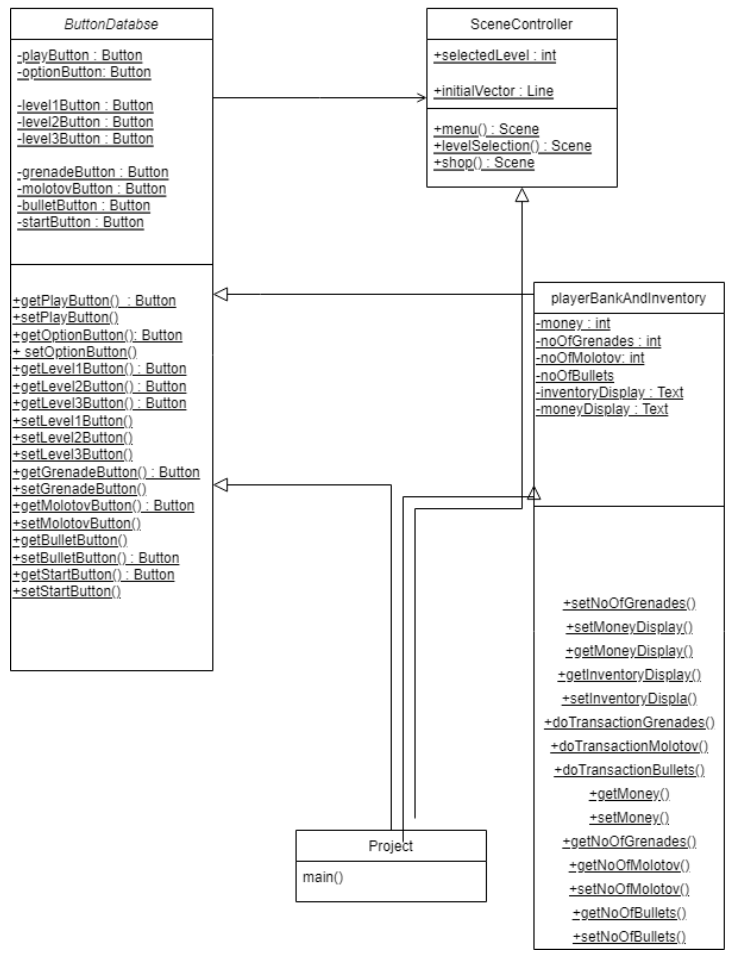 ButtonDatabse
-playButton : Button
-optionButton: Button
-level1Button : Button
-level2Button : Button
-level3Button : Button
-grenadeButton : Button
-molotovButton : Button
-bulletButton : Button
-startButton : Button
+getPlayButton() : Button
+setPlayButton()
+getOptionButton(): Button
+ setOptionButton()
+getLevel1Button() : Button
+getLevel2Button() : Button
+getLevel3Button() : Button
+setLevel1Button()
+setLevel2Button()
+setLevel3Button()
+getGrenadeButton() : Button
+setGrenadeButton()
+getMolotovButton() : Button
+setMolotovButton()
+getBulletButton()
+setBulletButton() : Button
+getStartButton() : Button
+setStartButton()
SceneController
+selectedLevel : int
+initialVector : Line
+menu() : Scene
+levelSelection() : Scene
+shop() : Scene
playerBankAndInventory
-money : int
-noOfGrenades : int
-noOfMolotov: int
-noOfBullets
-inventoryDisplay : Text
-moneyDisplay : Text
+setNoOfGrenades()
+setMoneyDisplay()
+getMoneyDisplay()
+getInventoryDisplay()
+setInventoryDispla()
+doTransactionGrenades()
+doTransactionMolotov()
+doTransactionBullets()
+getMoney()
+setMoney()
+getNoOfGrenades()
+getNoOfMolotov()
+setNoOfMolotov()
+getNoOfBullets()
+setNoOfBullets()
Project
main()